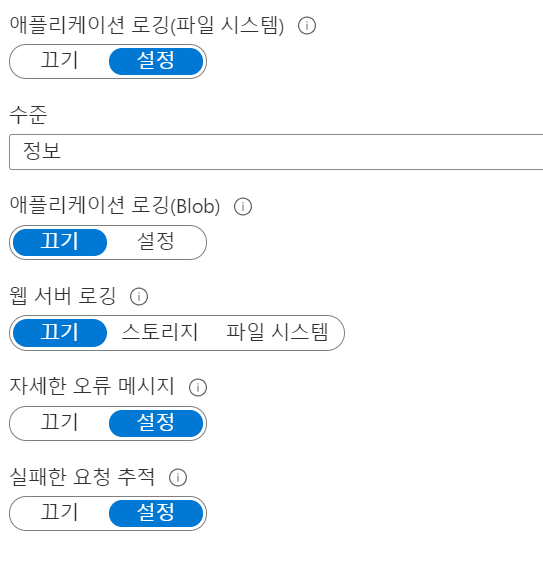 애플리케이션 로깅(파일 시스템)
끄기 설정
수준
정보
애플리케이션 로깅(Blob)
끄기 설정
웹 서버 로깅
끄기 스토리지 파일 시스템
자세한 오류 메시지
끄기 설정
실패한 요청 추적
끄기 설정